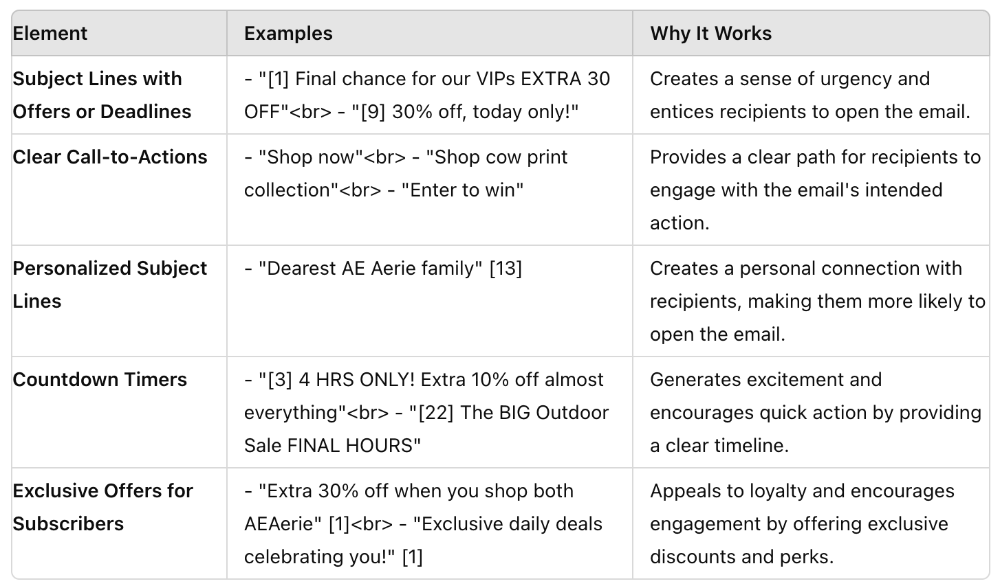 Element
Examples
Why It Works
Subject Lines with
Offers or Deadlines
- "[1] Final chance for our VIPs EXTRA 30
OFF"<br> - "[9] 30% off, today only!"
Creates a sense of urgency and
entices recipients to open the email.
Clear Call-to-Actions
- "Shop now"<br> - "Shop cow print
collection"<br> - "Enter to win"
Provides a clear path for recipients to
engage with the email's intended
action.
Personalized Subject
Lines
- "Dearest AE Aerie family" [13]
Creates a personal connection with
recipients, making them more likely to
open the email.
Countdown Timers
- "[3] 4 HRS ONLY! Extra 10% off almost
everything"<br> - "[22] The BIG Outdoor
Sale FINAL HOURS"
Generates excitement and
encourages quick action by providing
a clear timeline.
Exclusive Offers for
Subscribers
- "Extra 30% off when you shop both
AEAerie" [1]<br> - "Exclusive daily deals
celebrating you!" [1]
Appeals to loyalty and encourages
engagement by offering exclusive
discounts and perks.